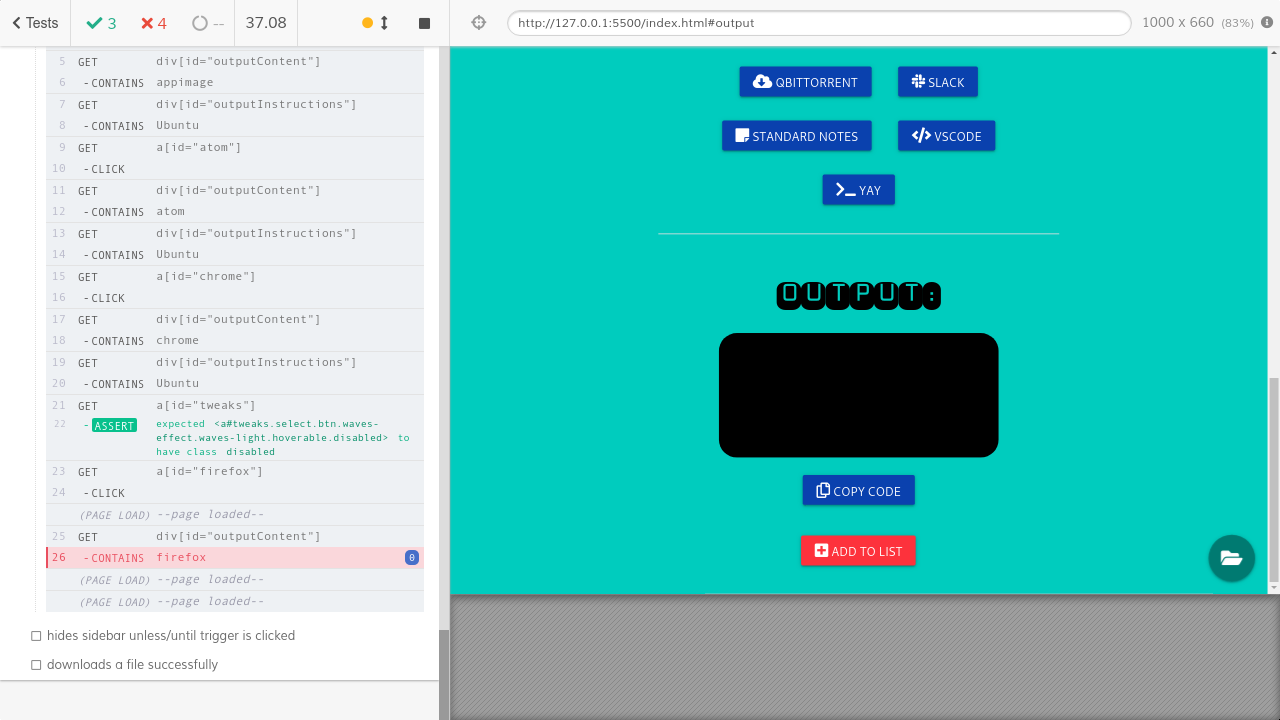 Tests
3
4
--
37.08
http://127.0.0.1:5500/index.html#output
1000 x 660 (83%)
5 GET div[id="outputContent"]
6 -CONTAINS appimage
7 GET div[id="outputInstructions"]
8 -CONTAINS Ubuntu
9 GET a[id="atom"]
10 -CLICK
11 GET div[id="outputContent"]
12 -CONTAINS atom
13 GET div[id="outputInstructions"]
14 -CONTAINS Ubuntu
15 GET a[id="chrome"]
16 -CLICK
17 GET div[id="outputContent"]
18 -CONTAINS chrome
19 GET div[id="outputInstructions"]
20 -CONTAINS Ubuntu
21 GET a[id="tweaks"]
22 -ASSERT expected <a#tweaks.select.btn.waves-
effect.waves-light.hoverable.disabled> to
have class disabled
23 GET a[id="firefox"]
24 -CLICK
(PAGE LOAD) --page loaded--
25 GET div[id="outputContent"]
26 -CONTAINS firefox 0
(PAGE LOAD) --page loaded--
(PAGE LOAD) --page loaded--
hides sidebar unless/until trigger is clicked
downloads a file successfully
QBITTORRENT
SLACK
STANDARD NOTES
VSCODE
YAY
OUTPUT:
COPY CODE
ADD TO LIST